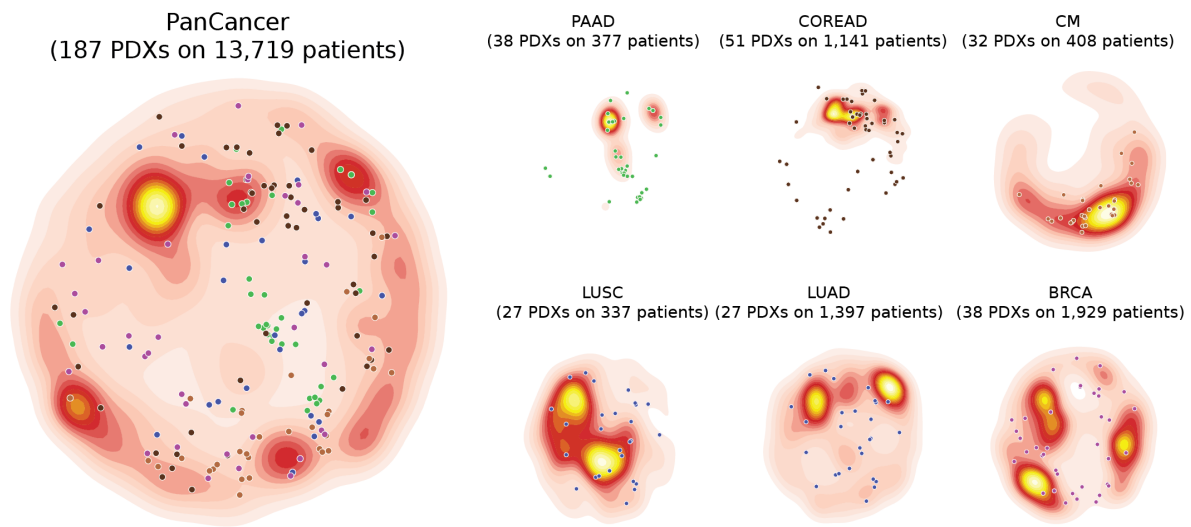 PanCancer
(187 PDXs on 13,719 patients)
PAAD
(38 PDXs on 377 patients)
COREAD
(51 PDXs on 1,141 patients)
CM
(32 PDXs on 408 patients)
LUSC
(27 PDXs on 337 patients)
LUAD
(27 PDXs on 1,397 patients)
BRCA
(38 PDXs on 1,929 patients)